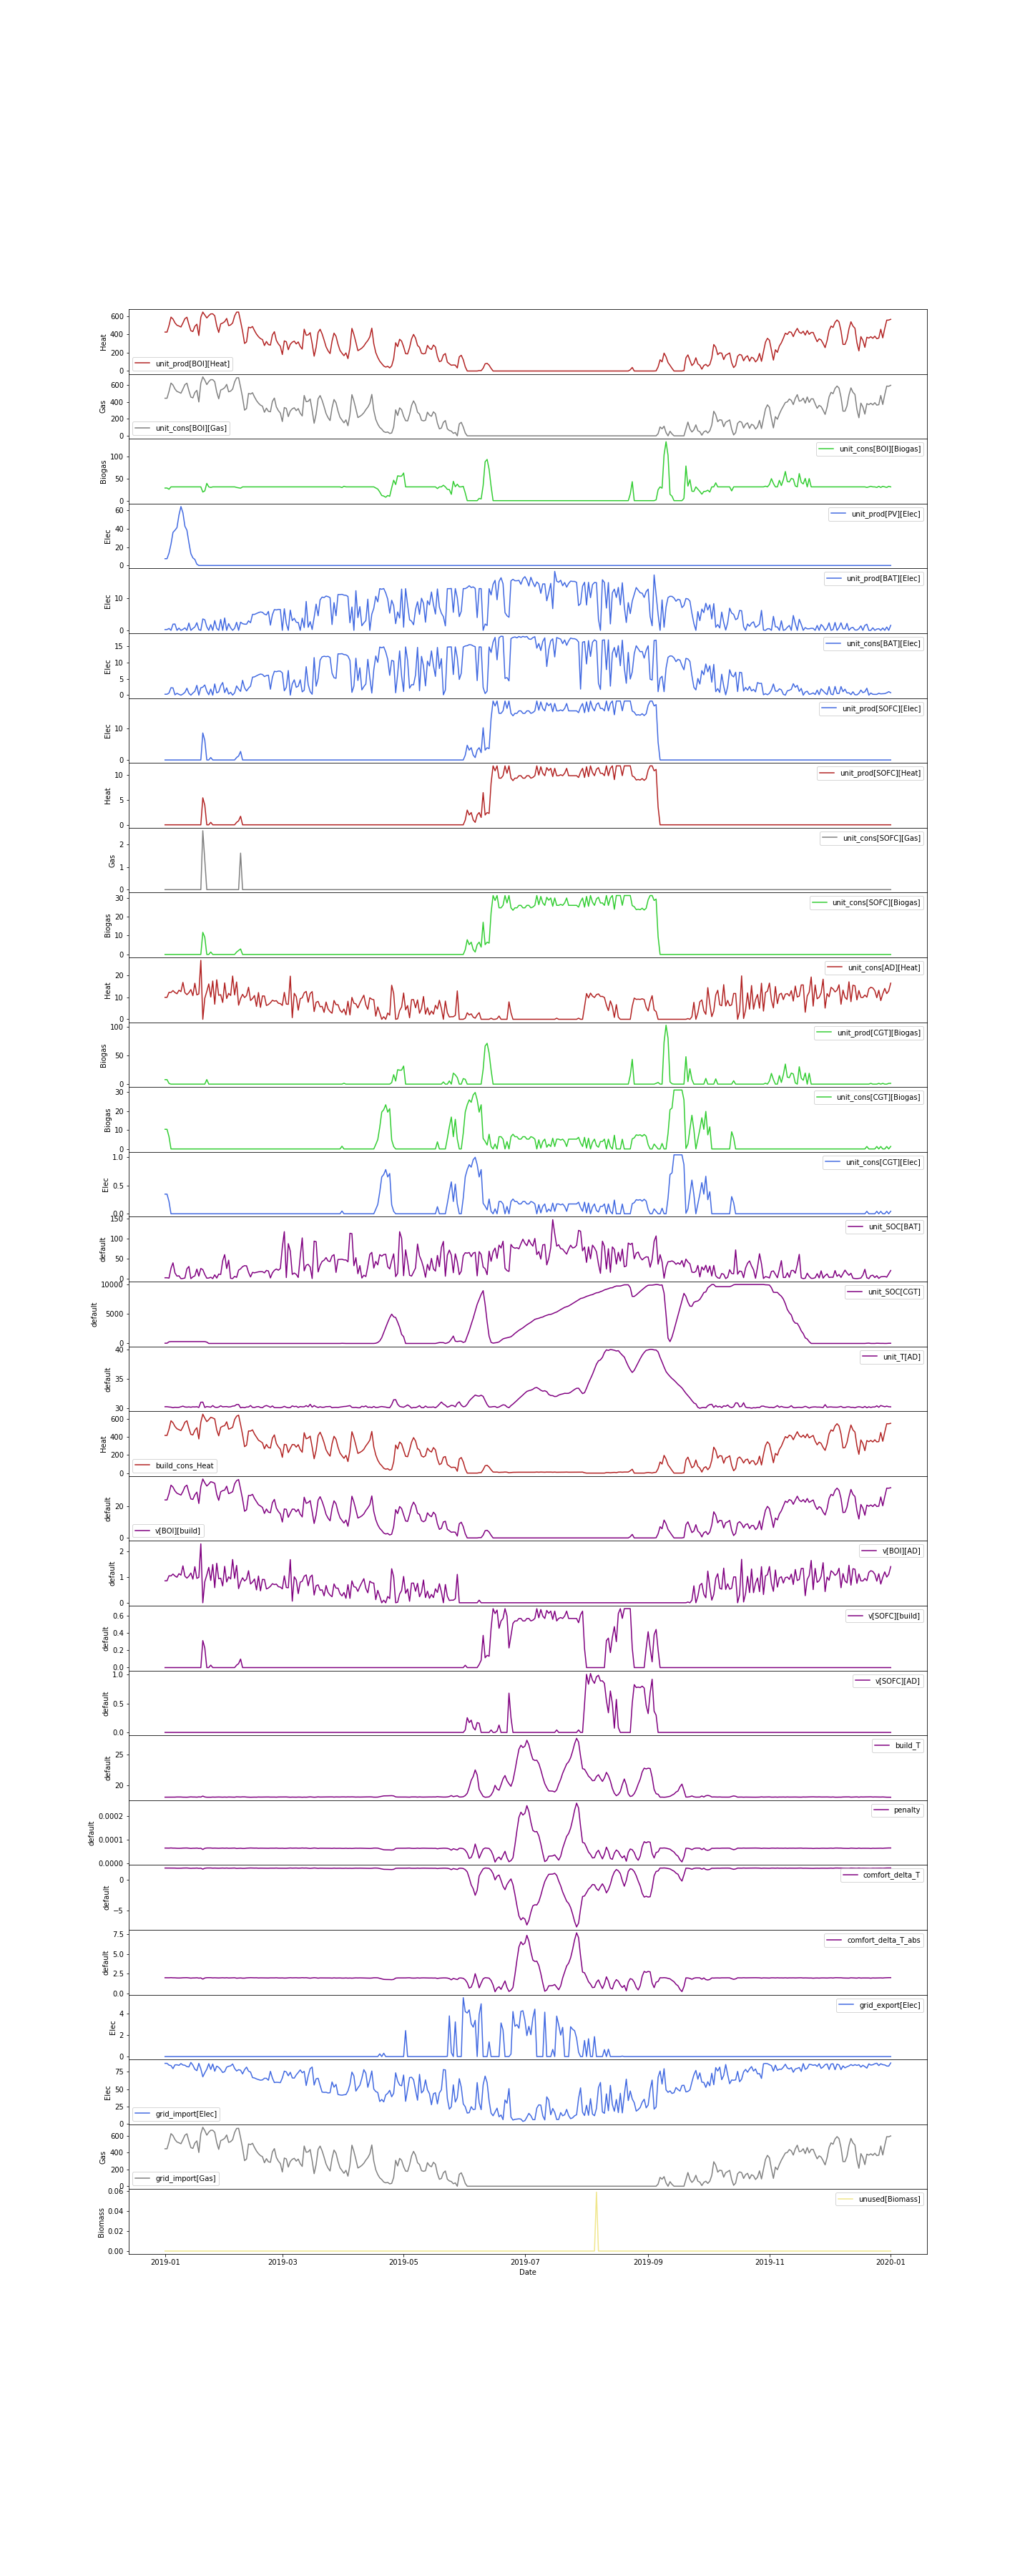 600
400
200
0
Heat
unit_prod[BOI][Heat]
600
400
200
0
Gas
unit_cons[BOI][Gas]
100
50
0
Biogas
unit_cons[BOI][Biogas]
60
40
20
0
Elec
unit_prod[PV][Elec]
10
0
Elec
unit_prod[BAT][Elec]
15
10
5
0
Elec
unit_cons[BAT][Elec]
10
0
Elec
unit_prod[SOFC][Elec]
10
5
0
Heat
unit_prod[SOFC][Heat]
2
1
0
Gas
unit_cons[SOFC][Gas]
30
20
10
0
Biogas
unit_cons[SOFC][Biogas]
20
10
0
Heat
unit_cons[AD][Heat]
100
50
0
Biogas
unit_prod[CGT][Biogas]
30
20
10
0
Biogas
unit_cons[CGT][Biogas]
1.0
0.5
0.0
Elec
unit_cons[CGT][Elec]
150
100
50
0
default
unit_SOC[BAT]
10000
5000
0
default
unit_SOC[CGT]
40
35
30
default
unit_T[AD]
600
400
200
0
Heat
build_cons_Heat
20
0
default
v[BOI][build]
2
1
0
default
v[BOI][AD]
0.6
0.4
0.2
0.0
default
v[SOFC][build]
1.0
0.5
0.0
default
v[SOFC][AD]
25
20
default
build_T
0.0002
0.0001
0.0000
default
penalty
0
−5
default
comfort_delta_T
7.5
5.0
2.5
0.0
default
comfort_delta_T_abs
4
2
0
Elec
grid_export[Elec]
75
50
25
0
Elec
grid_import[Elec]
600
400
200
0
Gas
grid_import[Gas]
0.06
0.04
0.02
0.00
Biomass
unused[Biomass]
2019-01 2019-03 2019-05 2019-07 2019-09 2019-11 2020-01
Date